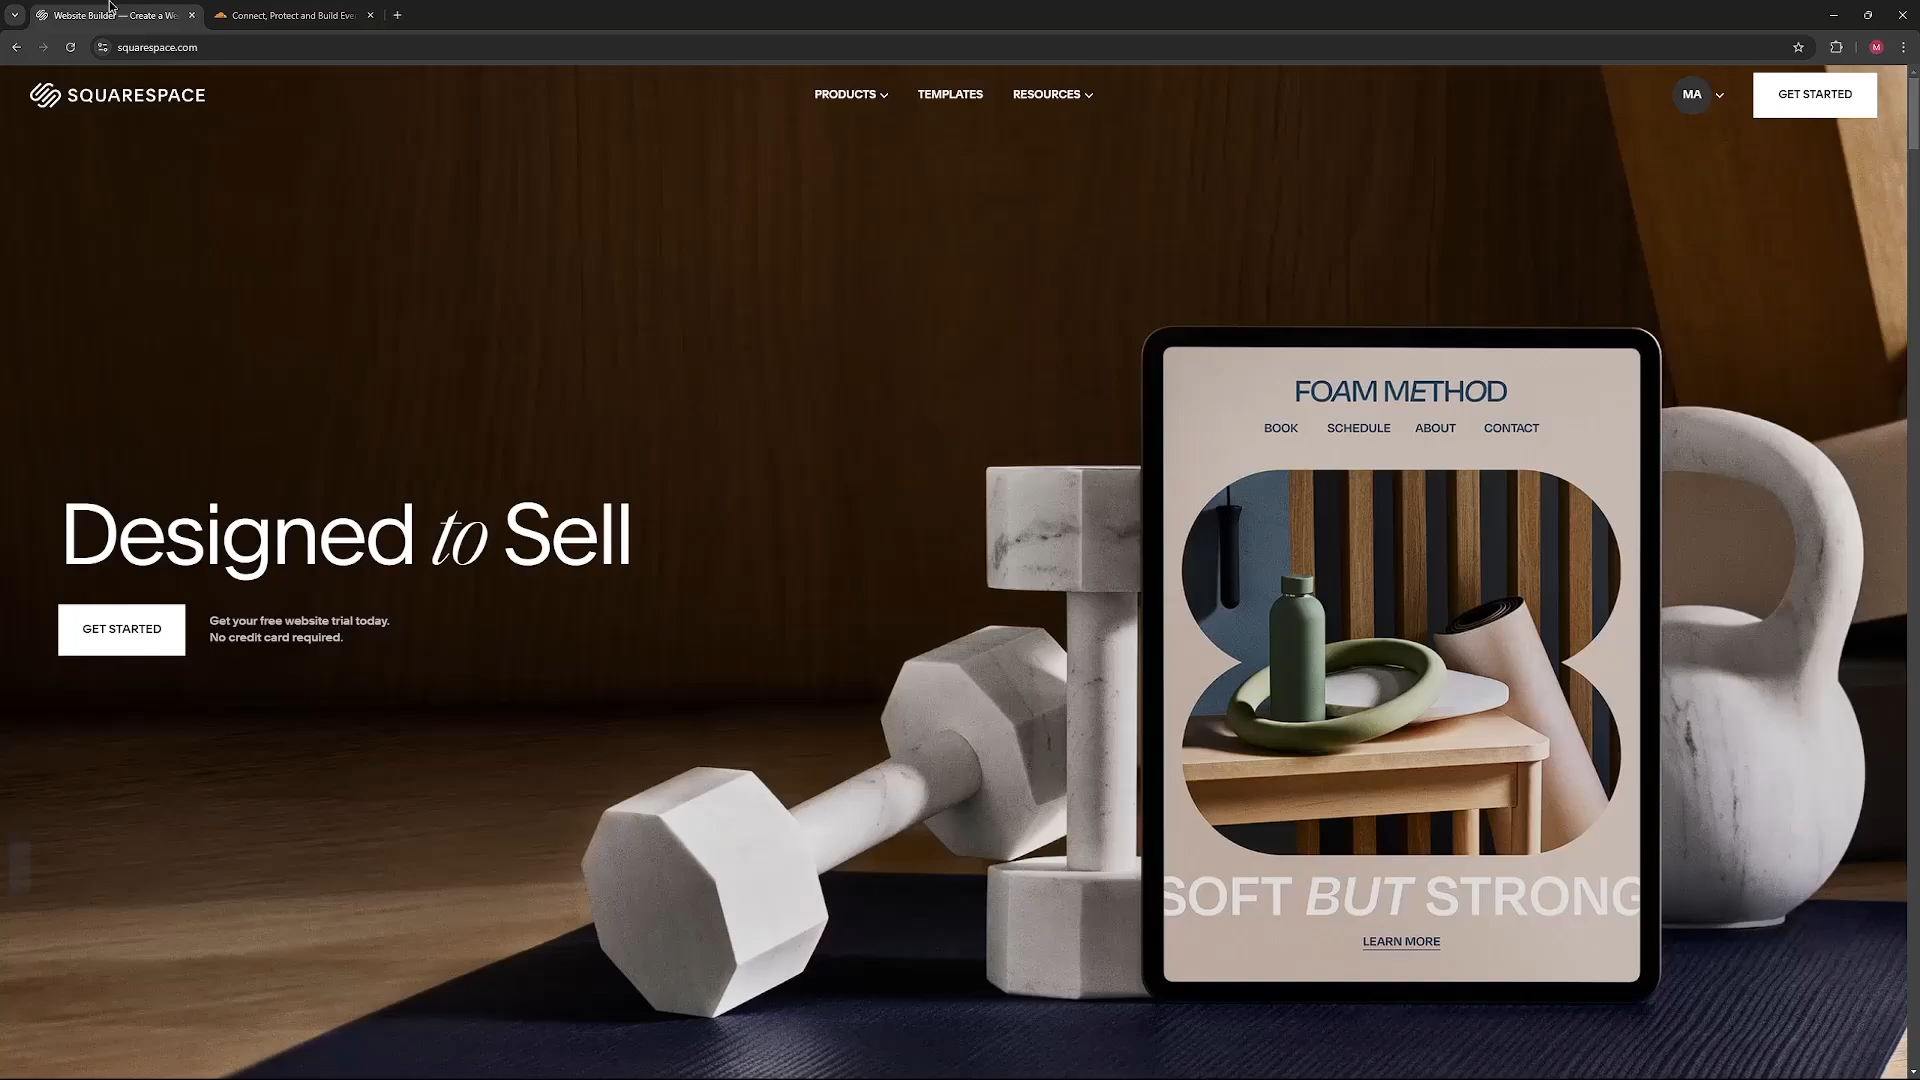 Website Builder — Create a We
Connect, Protect and Build Eve
squarespace.com
M
SQUARESPACE
PRODUCTS
TEMPLATES
RESOURCES
MA
GET STARTED
Designed to Sell
GET STARTED
Get your free website trial today.
No credit card required.
FOAM METHOD
BOOK
SCHEDULE
ABOUT
CONTACT
SOFT BUT STRONG
LEARN MORE